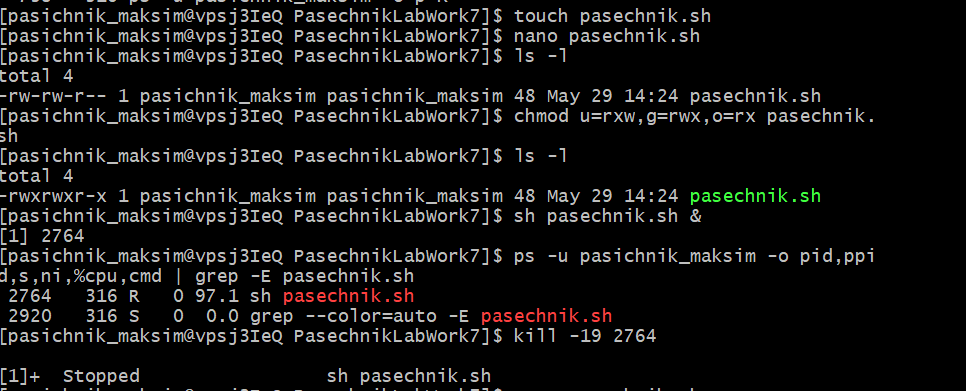 [pasichnik_maksim@vpsj3IeQ PasechnikLabWork7]$ touch pasechnik.sh
[pasichnik_maksim@vpsj3IeQ PasechnikLabWork7]$ nano pasechnik.sh
[pasichnik_maksim@vpsj3IeQ PasechnikLabWork7]$ ls -l
total 4
-rw-rw-r-- 1 pasichnik_maksim pasichnik_maksim 48 May 29 14:24 pasechnik.sh
[pasichnik_maksim@vpsj3IeQ PasechnikLabWork7]$ chmod u=rxw,g=rwx,o=rx pasechnik.
sh
[pasichnik_maksim@vpsj3IeQ PasechnikLabWork7]$ ls -l
total 4
-rwxrwxr-x 1 pasichnik_maksim pasichnik_maksim 48 May 29 14:24 pasechnik.sh
[pasichnik_maksim@vpsj3IeQ PasechnikLabWork7]$ sh pasechnik.sh &
[1] 2764
[pasichnik_maksim@vpsj3IeQ PasechnikLabWork7]$ ps -u pasichnik_maksim -o pid,ppi
d,s,ni,%cpu,cmd | grep -E pasechnik.sh
2764 316 R 0 97.1 sh pasechnik.sh
2920 316 S 0 0.0 grep --color=auto -E pasechnik.sh
[pasichnik_maksim@vpsj3IeQ PasechnikLabWork7]$ kill -19 2764
[1]+ Stopped sh pasechnik.sh